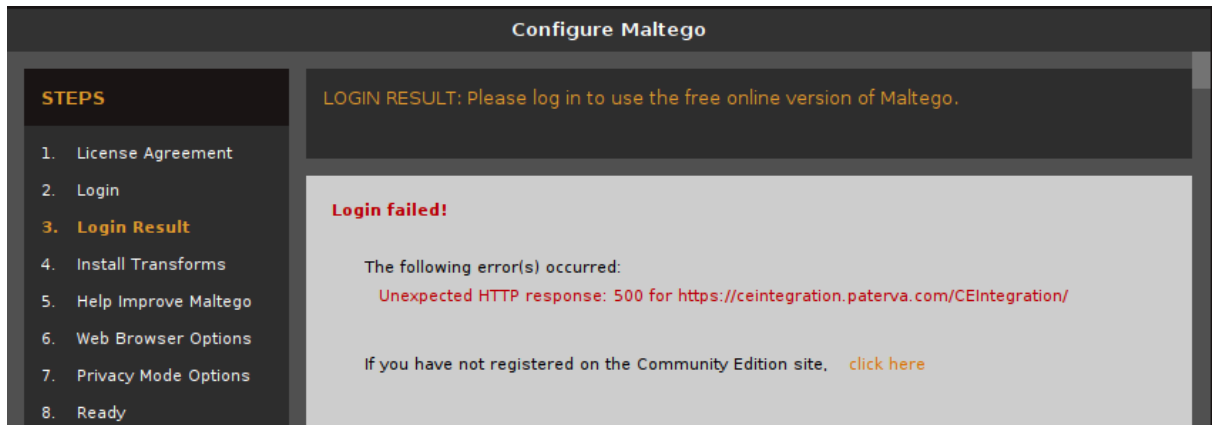 Configure Maltego
STEPS
1. License Agreement
2. Login
3. Login Result
4. Install Transforms
5. Help Improve Maltego
6. Web Browser Options
7. Privacy Mode Options
8. Ready
LOGIN RESULT: Please log in to use the free online version of Maltego.
Login failed!
The following error(s) occurred:
Unexpected HTTP response: 500 for https://ceintegration.paterva.com/CEIntegration/
If you have not registered on the Community Edition site, click here